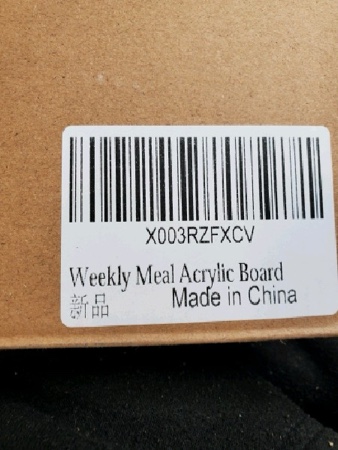 X003RZFXCV
Weekly Meal Acrylic Board
新品 Made in China